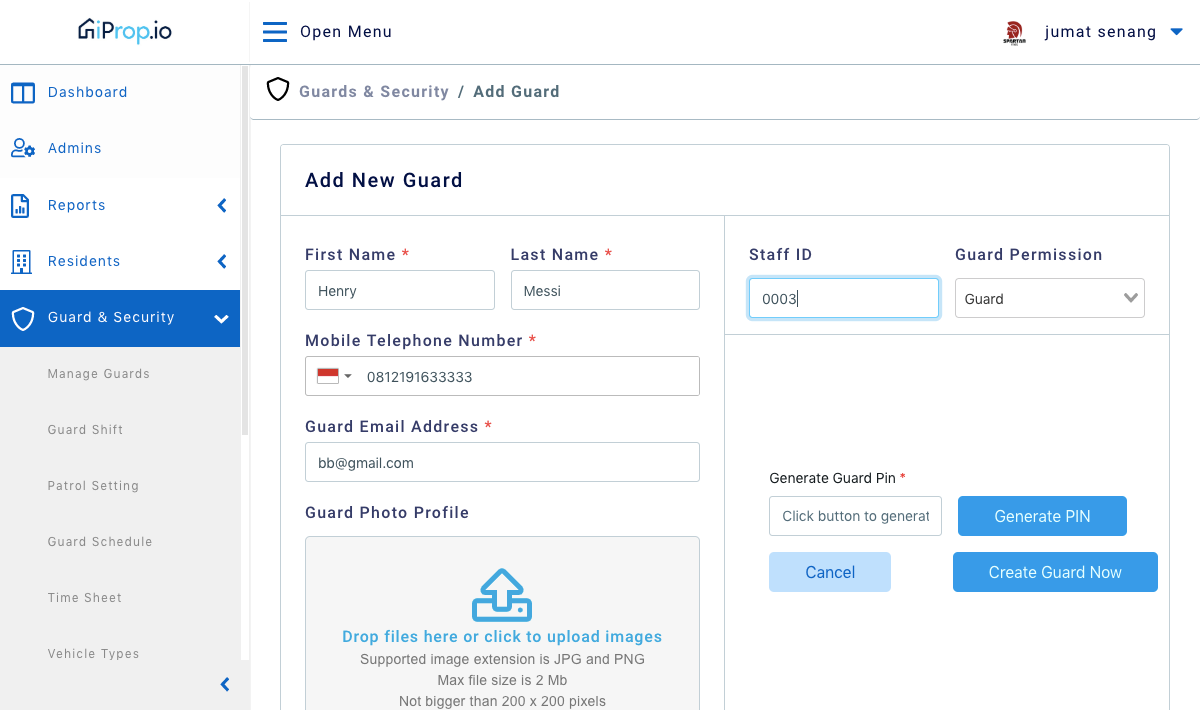 iProp.io
Open Menu
SPARTAN
jumat senang
Dashboard
Admins
Reports
Residents
Guard & Security
Manage Guards
Guard Shift
Patrol Setting
Guard Schedule
Time Sheet
Vehicle Types
Guards & Security / Add Guard
Add New Guard
First Name *
Last Name *
Henry
Messi
Mobile Telephone Number *
0812191633333
Guard Email Address *
bb@gmail.com
Guard Photo Profile
Drop files here or click to upload images
Supported image extension is JPG and PNG
Max file size is 2 Mb
Not bigger than 200 x 200 pixels
Staff ID
Guard Permission
0003
Guard
Generate Guard Pin *
Click button to generat
Generate PIN
Cancel
Create Guard Now